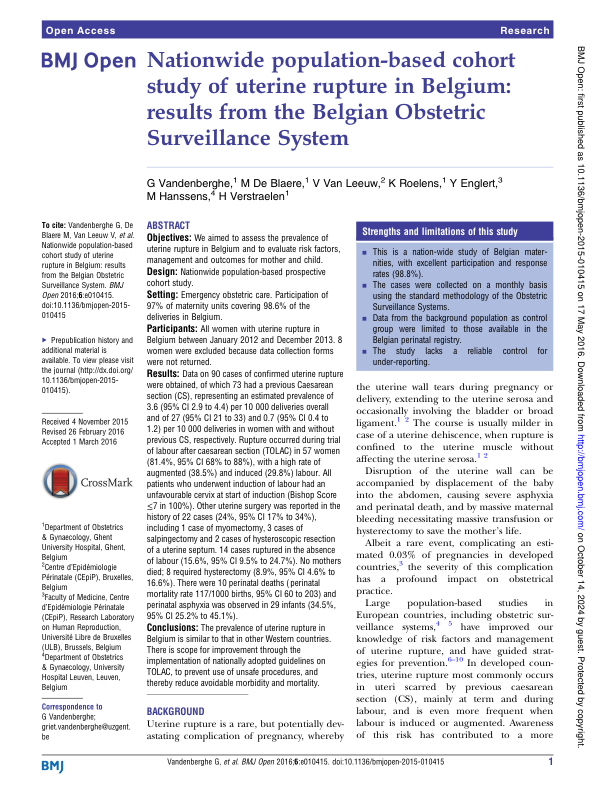 Open Access
Research
BMJ Open
Nationwide population-based cohort
study of uterine rupture in Belgium:
results from the Belgian Obstetric
Surveillance System
G Vandenberghe,1 M De Blaere,1 V Van Leeuw,2 K Roelens,1 Y Englert,3
M Hanssens,4 H Verstraelen1
To cite: Vandenberghe G, De
Blaere M, Van Leeuw V, et al.
Nationwide population-based
cohort study of uterine
rupture in Belgium: results
from the Belgian Obstetric
Surveillance System. BMJ
Open 2016;6:e010415.
doi:10.1136/bmjopen-2015-
010415
▸ Prepublication history and
additional material is
available. To view please visit
the journal (http://dx.doi.org/
10.1136/bmjopen-2015-
010415).
Received 4 November 2015
Revised 26 February 2016
Accepted 1 March 2016
CrossMark
1Department of Obstetrics
& Gynaecology, Ghent
University Hospital, Ghent,
Belgium
2Centre d'Epidémiologie
Périnatale (CEpiP), Bruxelles,
Belgium
3Faculty of Medicine, Centre
d'Epidémiologie Périnatale
(CEpiP), Research Laboratory
on Human Reproduction,
Université Libre de Bruxelles
(ULB), Brussels, Belgium
4Department of Obstetrics
& Gynaecology, University
Hospital Leuven, Leuven,
Belgium
Correspondence to
G Vandenberghe;
griet.vandenberghe@uzgent.
be
ABSTRACT
Objectives: We aimed to assess the prevalence of
uterine rupture in Belgium and to evaluate risk factors,
management and outcomes for mother and child.
Design: Nationwide population-based prospective
cohort study.
Setting: Emergency obstetric care. Participation of
97% of maternity units covering 98.6% of the
deliveries in Belgium.
Participants: All women with uterine rupture in
Belgium between January 2012 and December 2013. 8
women were excluded because data collection forms
were not returned.
Results: Data on 90 cases of confirmed uterine rupture
were obtained, of which 73 had a previous Caesarean
section (CS), representing an estimated prevalence of
3.6 (95% CI 2.9 to 4.4) per 10 000 deliveries overall
and of 27 (95% CI 21 to 33) and 0.7 (95% CI 0.4 to
1.2) per 10 000 deliveries in women with and without
previous CS, respectively. Rupture occurred during trial
of labour after caesarean section (TOLAC) in 57 women
(81.4%, 95% CI 68% to 88%), with a high rate of
augmented (38.5%) and induced (29.8%) labour. All
patients who underwent induction of labour had an
unfavourable cervix at start of induction (Bishop Score
≤7 in 100%). Other uterine surgery was reported in the
history of 22 cases (24%, 95% CI 17% to 34%),
including 1 case of myomectomy, 3 cases of
salpingectomy and 2 cases of hysteroscopic resection
of a uterine septum. 14 cases ruptured in the absence
of labour (15.6%, 95% CI 9.5% to 24.7%). No mothers
died; 8 required hysterectomy (8.9%, 95% CI 4.6% to
16.6%). There were 10 perinatal deaths (perinatal
mortality rate 117/1000 births, 95% CI 60 to 203) and
perinatal asphyxia was observed in 29 infants (34.5%,
95% CI 25.2% to 45.1%).
Conclusions: The prevalence of uterine rupture in
Belgium is similar to that in other Western countries.
There is scope for improvement through the
implementation of nationally adopted guidelines on
TOLAC, to prevent use of unsafe procedures, and
thereby reduce avoidable morbidity and mortality.
BACKGROUND
Uterine rupture is a rare, but potentially dev-
astating complication of pregnancy, whereby
Strengths and limitations of this study
▪ This is a nation-wide study of Belgian mater-
nities, with excellent participation and response
rates (98.8%).
▪ The cases were collected on a monthly basis
using the standard methodology of the Obstetric
Surveillance Systems.
▪ Data from the background population as control
group were limited to those available in the
Belgian perinatal registry.
▪ The study lacks a reliable control for
under-reporting.
the uterine wall tears during pregnancy or
delivery, extending to the uterine serosa and
occasionally involving the bladder or broad
ligament.1 2 The course is usually milder in
case of a uterine dehiscence, when rupture is
confined to the uterine muscle without
affecting the uterine serosa.1 2
Disruption of the uterine wall can be
accompanied by displacement of the baby
into the abdomen, causing severe asphyxia
and perinatal death, and by massive maternal
bleeding necessitating massive transfusion or
hysterectomy to save the mother's life.
Albeit a rare event, complicating an esti-
mated 0.03% of pregnancies in developed
countries,3 the severity of this complication
has a profound impact on obstetrical
practice.
Large population-based studies in
European countries, including obstetric sur-
veillance systems,4 5 have improved our
knowledge of risk factors and management
of uterine rupture, and have guided strat-
egies for prevention.6–10 In developed coun-
tries, uterine rupture most commonly occurs
in uteri scarred by previous caesarean
section (CS), mainly at term and during
labour, and is even more frequent when
labour is induced or augmented. Awareness
of this risk has contributed to a more
BMJ
Vandenberghe G, et al. BMJ Open 2016;6:e010415. doi:10.1136/bmjopen-2015-010415
1
BMJ Open: first published as 10.1136/bmjopen-2015-010415 on 17 May 2016. Downloaded from http://bmjopen.bmj.com/ on October 14, 2024 by guest. Protected by copyright.